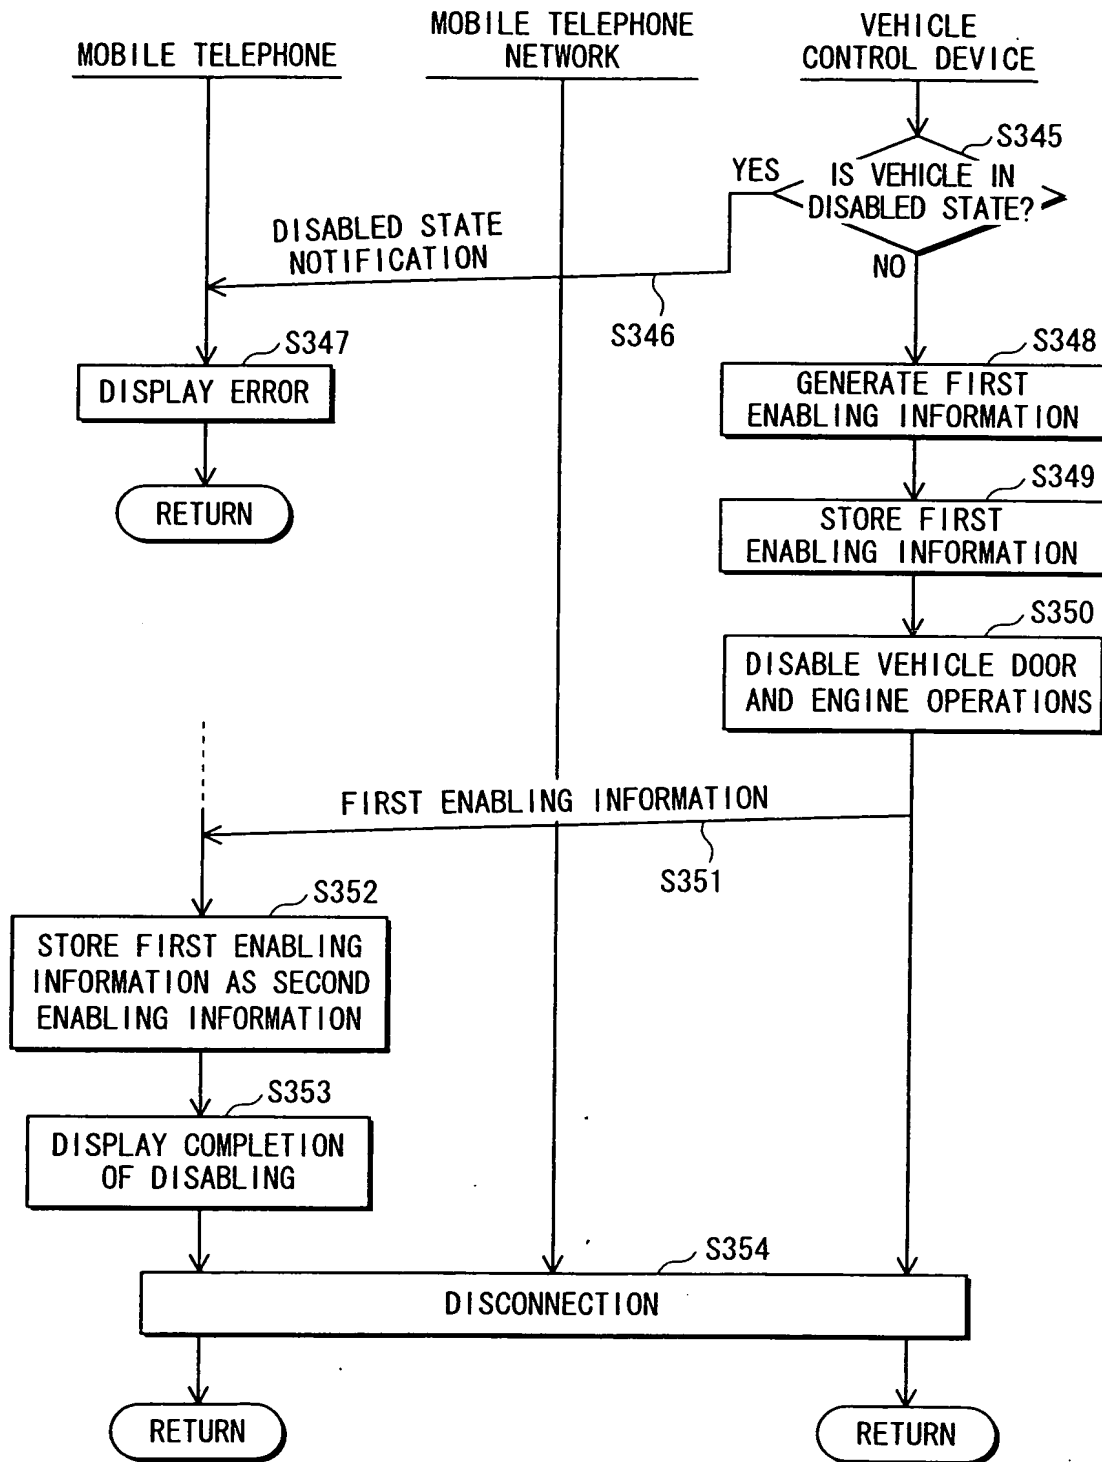 MOBILE TELEPHONE
MOBILE TELEPHONE
NETWORK
VEHICLE
CONTROL DEVICE
S345
YES
IS VEHICLE IN
DISABLED STATE?
DISABLED STATE
NOTIFICATION
NO
S346
S347
DISPLAY ERROR
RETURN
S348
GENERATE FIRST
ENABLING INFORMATION
S349
STORE FIRST
ENABLING INFORMATION
S350
DISABLE VEHICLE DOOR
AND ENGINE OPERATIONS
FIRST ENABLING INFORMATION
S351
S352
STORE FIRST ENABLING
INFORMATION AS SECOND
ENABLING INFORMATION
S353
DISPLAY COMPLETION
OF DISABLING
S354
DISCONNECTION
RETURN
RETURN